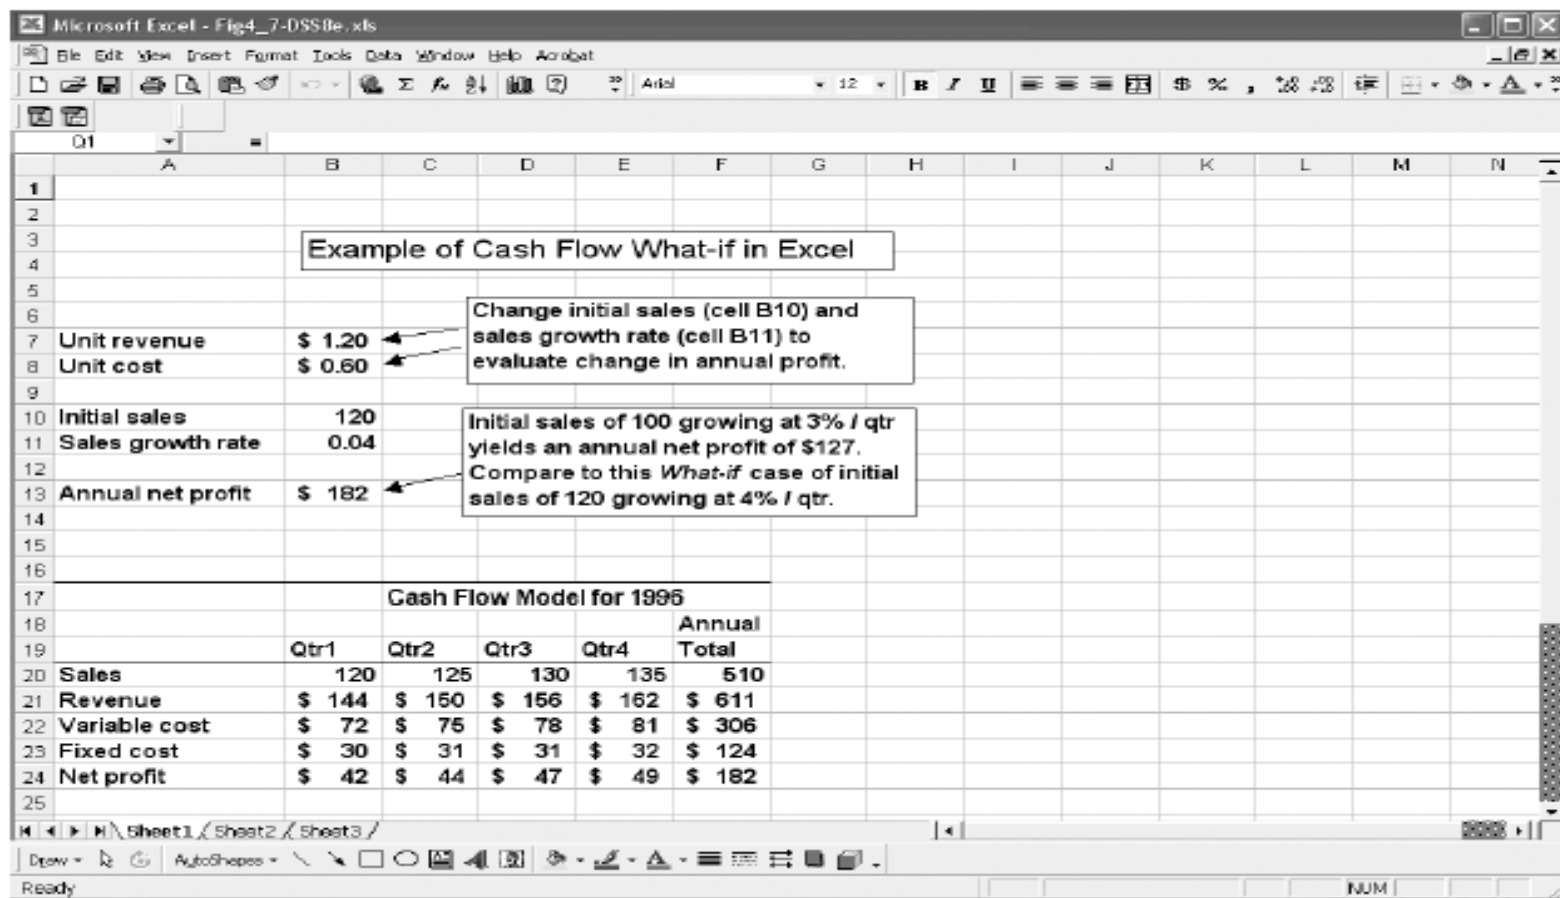 Microsoft Excel - Fig4_7-DSS8e.xls
File Edit View Insert Format Tools Data Window Help Acrobat
Arial 12 B I U $ % ,
Q1 =
A B C D E F G H I J K L M N
1
2
3 Example of Cash Flow What-if in Excel
4
5
6 Change initial sales (cell B10) and
7 Unit revenue $ 1.20 sales growth rate (cell B11) to
8 Unit cost $ 0.60 evaluate change in annual profit.
9
10 Initial sales 120 Initial sales of 100 growing at 3% / qtr
11 Sales growth rate 0.04 yields an annual net profit of $127.
12 Compare to this What-if case of initial
13 Annual net profit $ 182 sales of 120 growing at 4% / qtr.
14
15
16
17 Cash Flow Model for 1996
18 Annual
19 Qtr1 Qtr2 Qtr3 Qtr4 Total
20 Sales 120 125 130 135 510
21 Revenue $ 144 $ 150 $ 156 $ 162 $ 611
22 Variable cost $ 72 $ 75 $ 78 $ 81 $ 306
23 Fixed cost $ 30 $ 31 $ 31 $ 32 $ 124
24 Net profit $ 42 $ 44 $ 47 $ 49 $ 182
25
Sheet1 / Sheet2 / Sheet3 /
Draw AutoShapes
Ready NUM